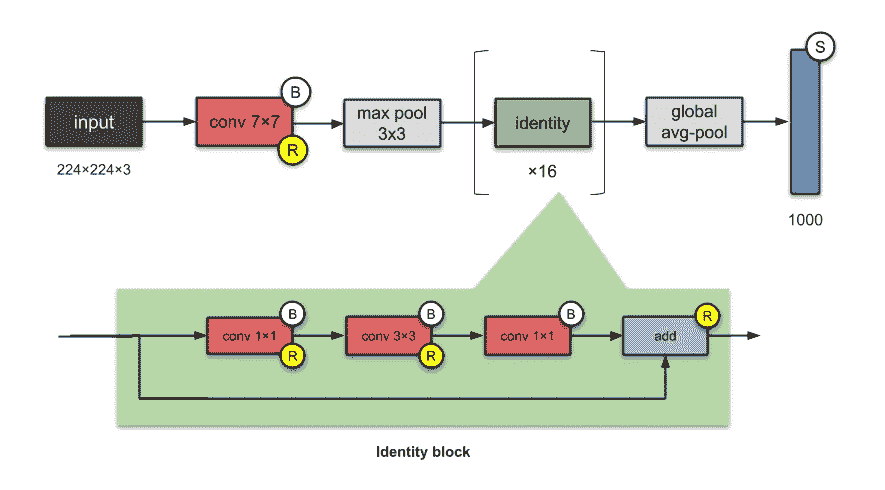 S
B
input
conv 7×7
max pool
3x3
identity
global
avg-pool
R
224×224×3
×16
1000
B
B
B
R
conv 1×1
conv 3×3
conv 1×1
add
R
R
Identity block